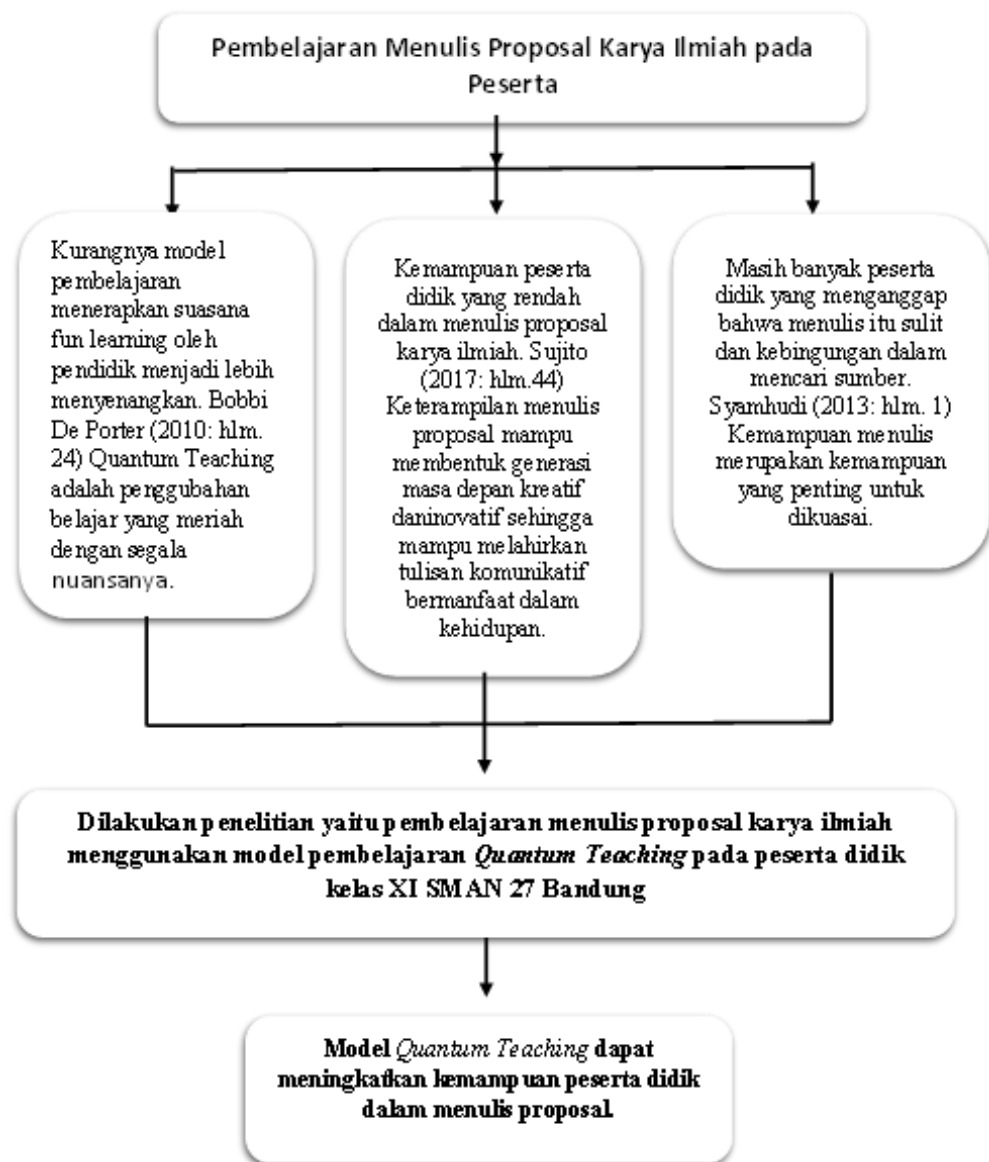 Pembelajaran Menulis Proposal Karya Ilmiah pada
Peserta
Kurangnya model
pembelajaran
menerapkan suasana
fun learning oleh
pendidik menjadi lebih
menyenangkan. Bobbi
De Porter (2010: hlm.
24) Quantum Teaching
adalah penggubahan
belajar yang meriah
dengan segala
nuansanya.
Kemampuan peserta
didik yang rendah
dalam menulis proposal
karya ilmiah. Sujito
(2017: hlm.44)
Keterampilan menulis
proposal mampu
membentuk generasi
masa depan kreatif
daninovatif sehingga
mampu melahirkan
tulisan komunikatif
bermanfaat dalam
kehidupan.
Masih banyak peserta
didik yang menganggap
bahwa menulis itu sulit
dan kebingungan dalam
mencari sumber.
Syamhudi (2013: hlm. 1)
Kemampuan menulis
merupakan kemampuan
yang penting untuk
dikuasai.
Dilakukan penelitian yaitu pembelajaran menulis proposal karya ilmiah
menggunakan model pembelajaran Quantum Teaching pada peserta didik
kelas XI SMAN 27 Bandung
Model Quantum Teaching dapat
meningkatkan kemampuan peserta didik
dalam menulis proposal.